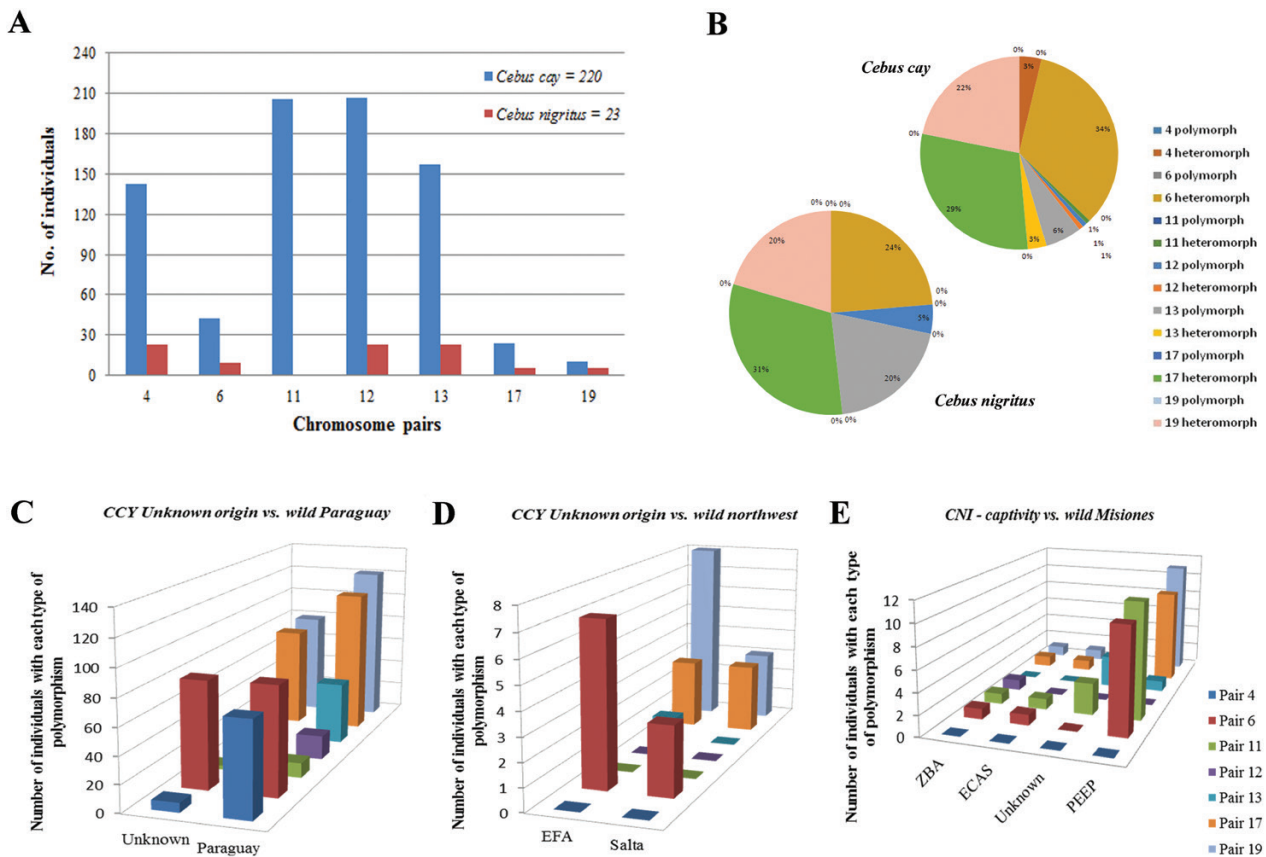 A
240
210
180
150
120
90
60
30
0
No. of individuals
Cebus cay = 220
Cebus nigritus = 23
4 6 11 12 13 17 19
Chromosome pairs
B
Cebus cay
0% 0%
3%
34%
0%
1%
1%
1%
6%
3%
0%
29%
0%
22%
Cebus nigritus
0% 0% 0%
24%
0%
0%
5%
0%
20%
0% 0%
31%
0%
20%
4 polymorph
4 heteromorph
6 polymorph
6 heteromorph
11 polymorph
11 heteromorph
12 polymorph
12 heteromorph
13 polymorph
13 heteromorph
17 polymorph
17 heteromorph
19 polymorph
19 heteromorph
C
CCY Unknown origin vs. wild Paraguay
Number of individuals with each type of
polymorphism
140
120
100
80
60
40
20
0
Unknown
Paraguay
D
CCY Unknown origin vs. wild northwest
Number of individuals with each type of
polymorphism
8
7
6
5
4
3
2
1
0
EFA
Salta
E
CNI - captivity vs. wild Misiones
Number of individuals with each type
of polymorphism
12
10
8
6
4
2
0
ZBA
ECAS
Unknown
PEEP
Pair 4
Pair 6
Pair 11
Pair 12
Pair 13
Pair 17
Pair 19